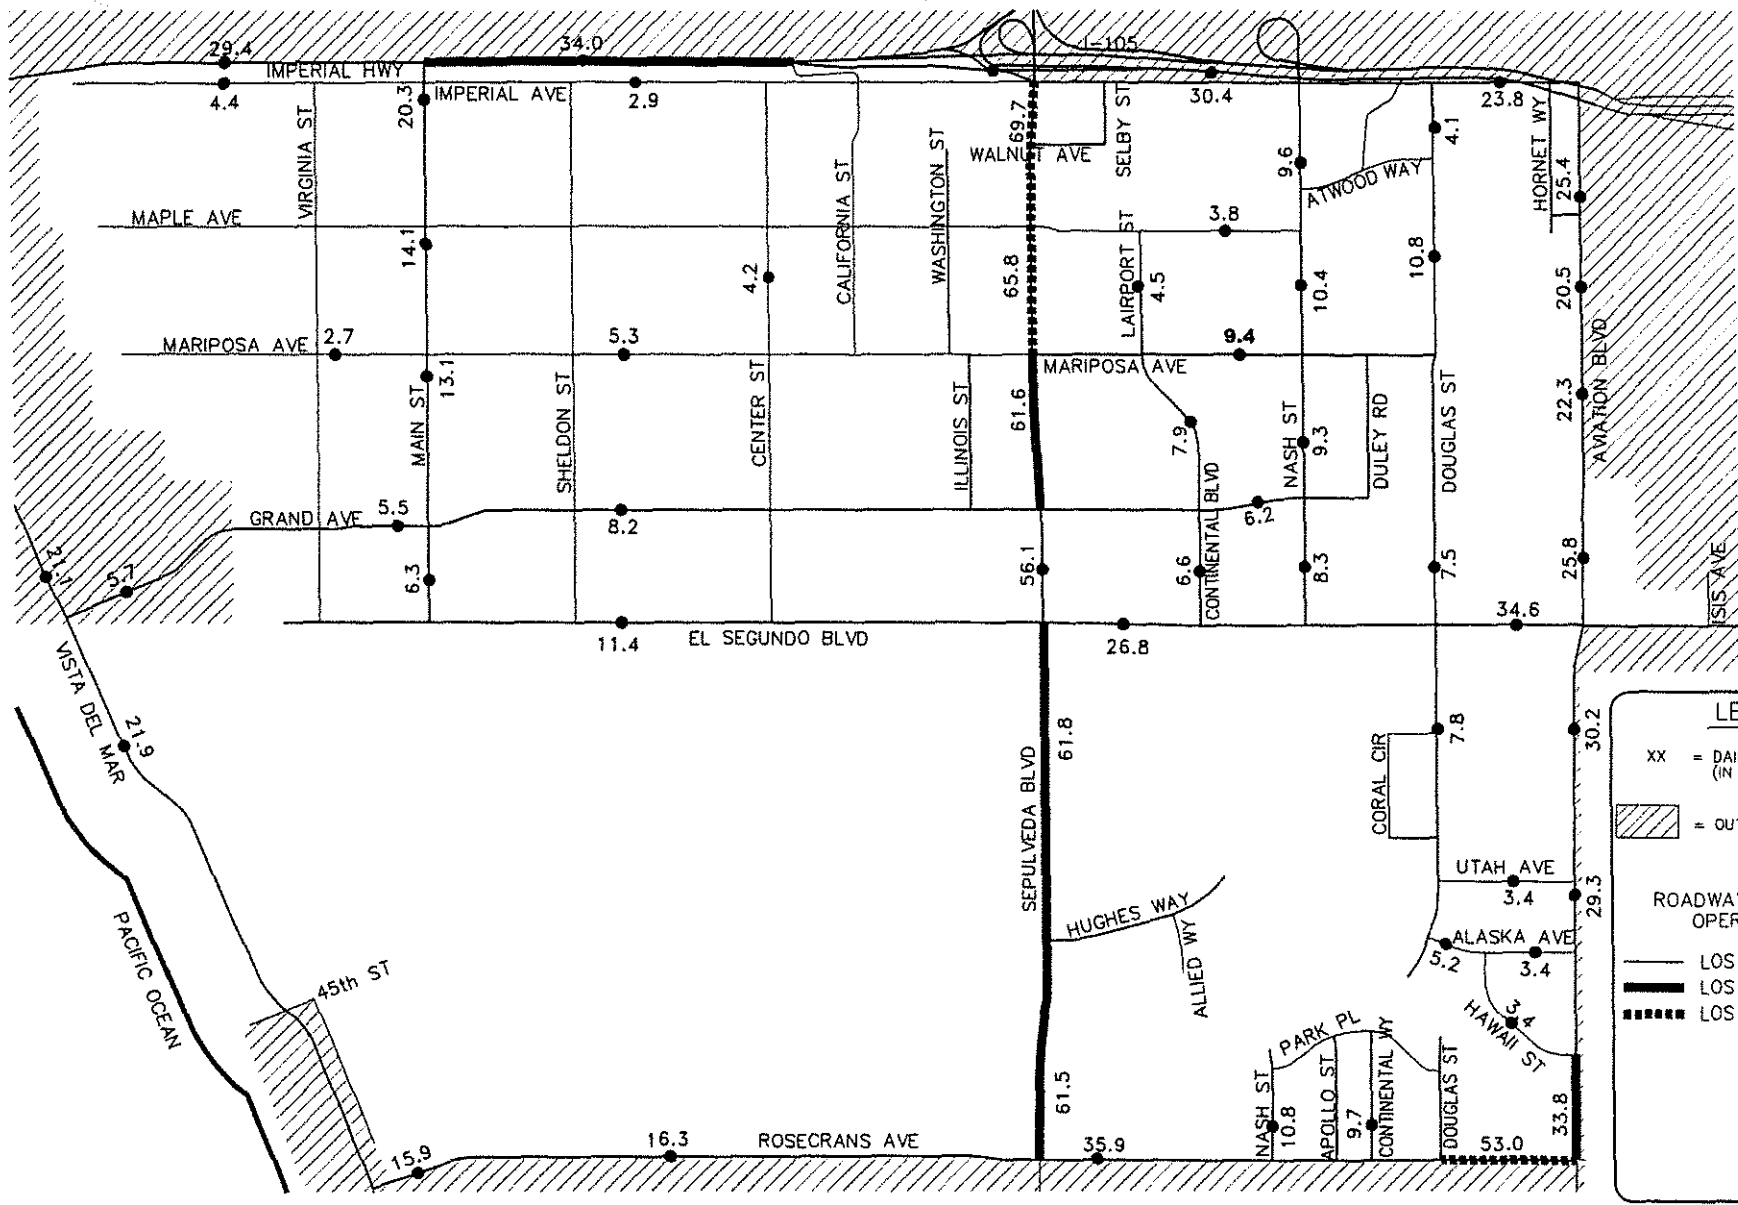 29.4
34.0
I-105
IMPERIAL HWY
4.4
20.3
IMPERIAL AVE
2.9
69.7
SELBY ST
30.4
23.8
HORNET WY
VIRGINIA ST
CALIFORNIA ST
WASHINGTON ST
WALNUT AVE
9.6
ATWOOD WAY
4.1
25.4
MAPLE AVE
14.1
4.2
65.8
LAIRPORT ST
3.8
4.5
10.4
10.8
20.5
AVIATION BLVD
MARIPOSA AVE
2.7
5.3
MARIPOSA AVE
9.4
13.1
MAIN ST
SHELDON ST
CENTER ST
ILLINOIS ST
61.6
7.9
NASH ST
9.3
DULEY RD
DOUGLAS ST
22.3
GRAND AVE
5.5
8.2
6.2
CONTINENTAL BLVD
21.7
5.7
6.3
56.1
6.6
8.3
7.5
25.8
ISIS AVE
11.4
EL SEGUNDO BLVD
26.8
34.6
VISTA DEL MAR
21.9
SEPULVEDA BLVD
61.8
CORAL CIR
7.8
30.2
LE
XX = DAI
(IN
= OU
UTAH AVE
3.4
29.3
ROADWA
OPER
HUGHES WAY
ALLIED WY
ALASKA AVE
5.2
3.4
LOS
LOS
LOS
PACIFIC OCEAN
45th ST
3.4
HAWAII ST
PARK PL
NASH ST
10.8
APOLLO ST
9.7
CONTINENTAL WY
DOUGLAS ST
33.8
61.5
15.9
16.3
ROSECRANS AVE
35.9
53.0